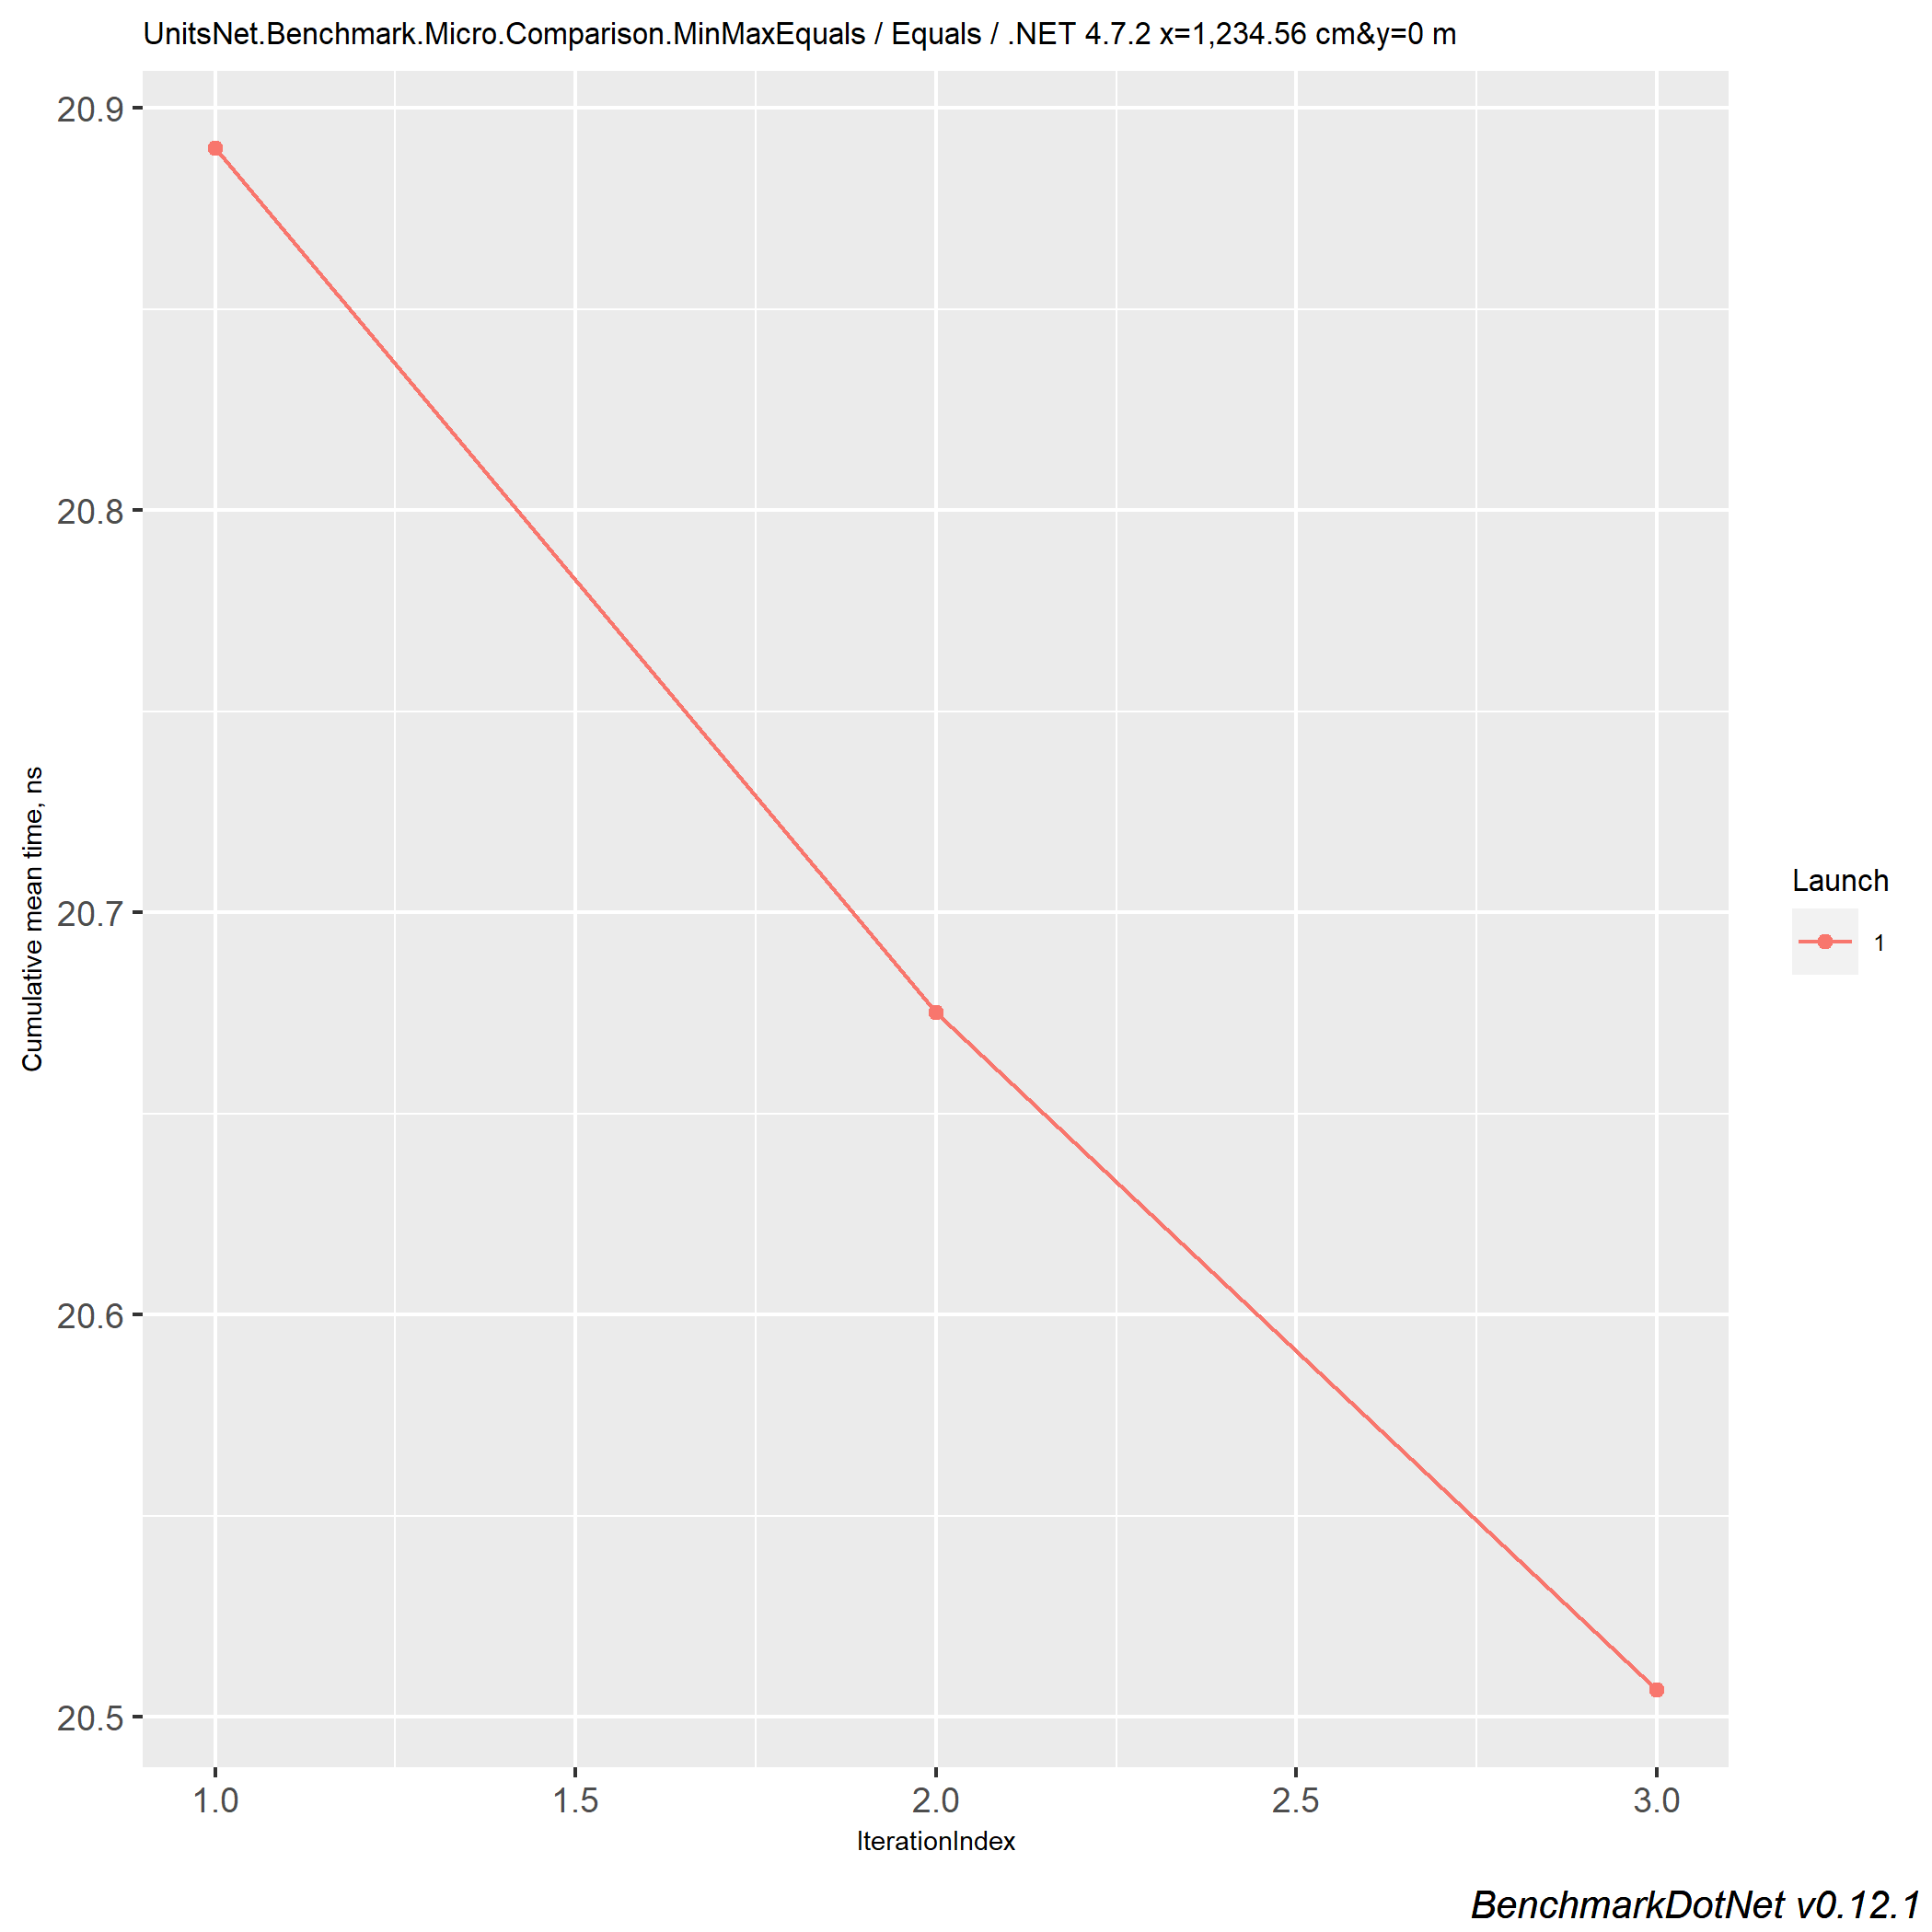 UnitsNet.Benchmark.Micro.Comparison.MinMaxEquals / Equals / .NET 4.7.2 x=1,234.56 cm&y=0 m
20.9
20.8
20.7
20.6
20.5
Cumulative mean time, ns
1.0 1.5 2.0 2.5 3.0
IterationIndex
Launch
1
BenchmarkDotNet v0.12.1